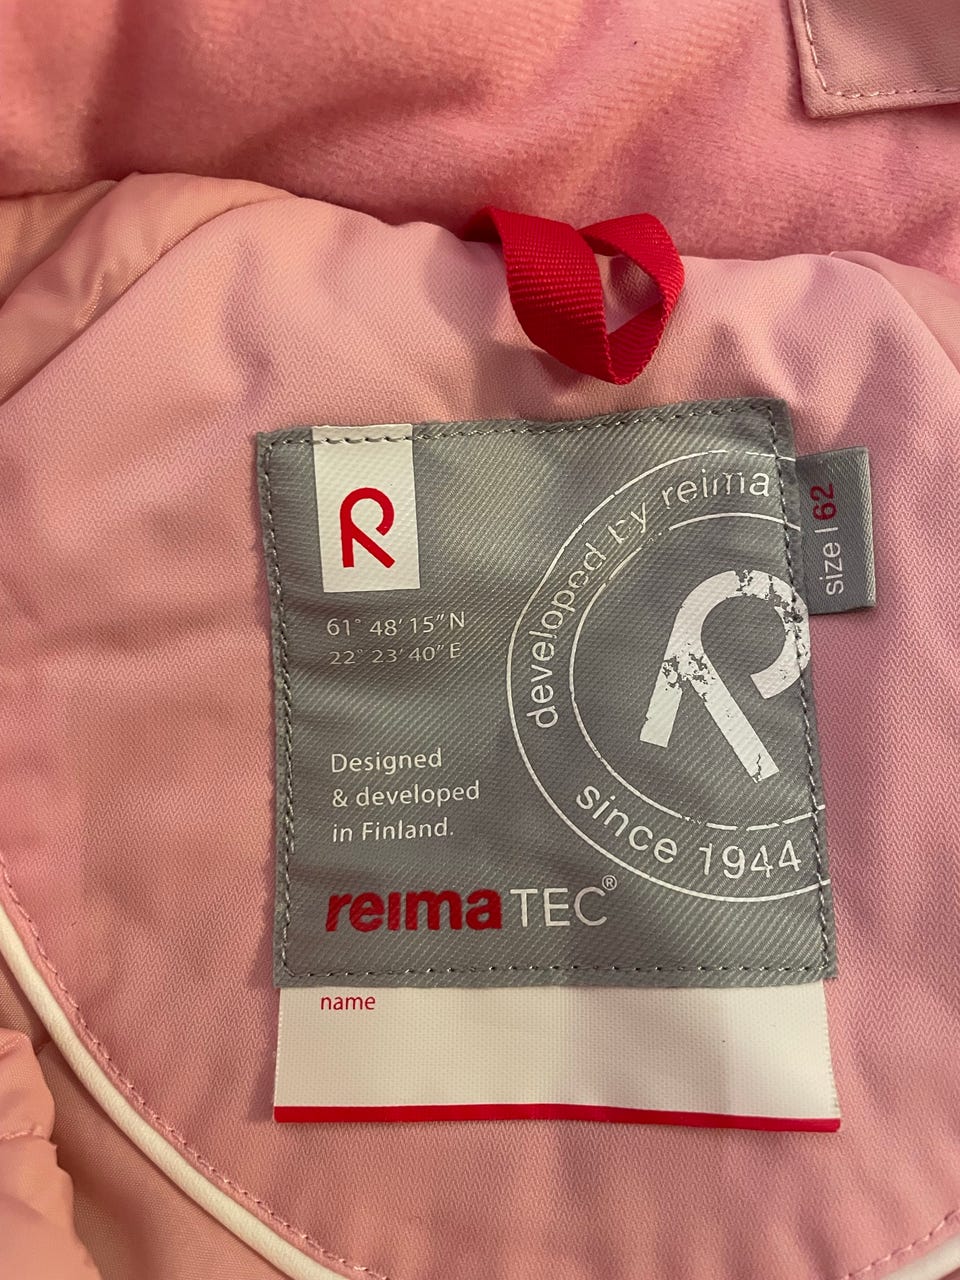 R
61° 48' 15" N
22° 23' 40" E
Designed
& developed
in Finland.
reima TEC®
developed by reima
since 1944
size | 62
name